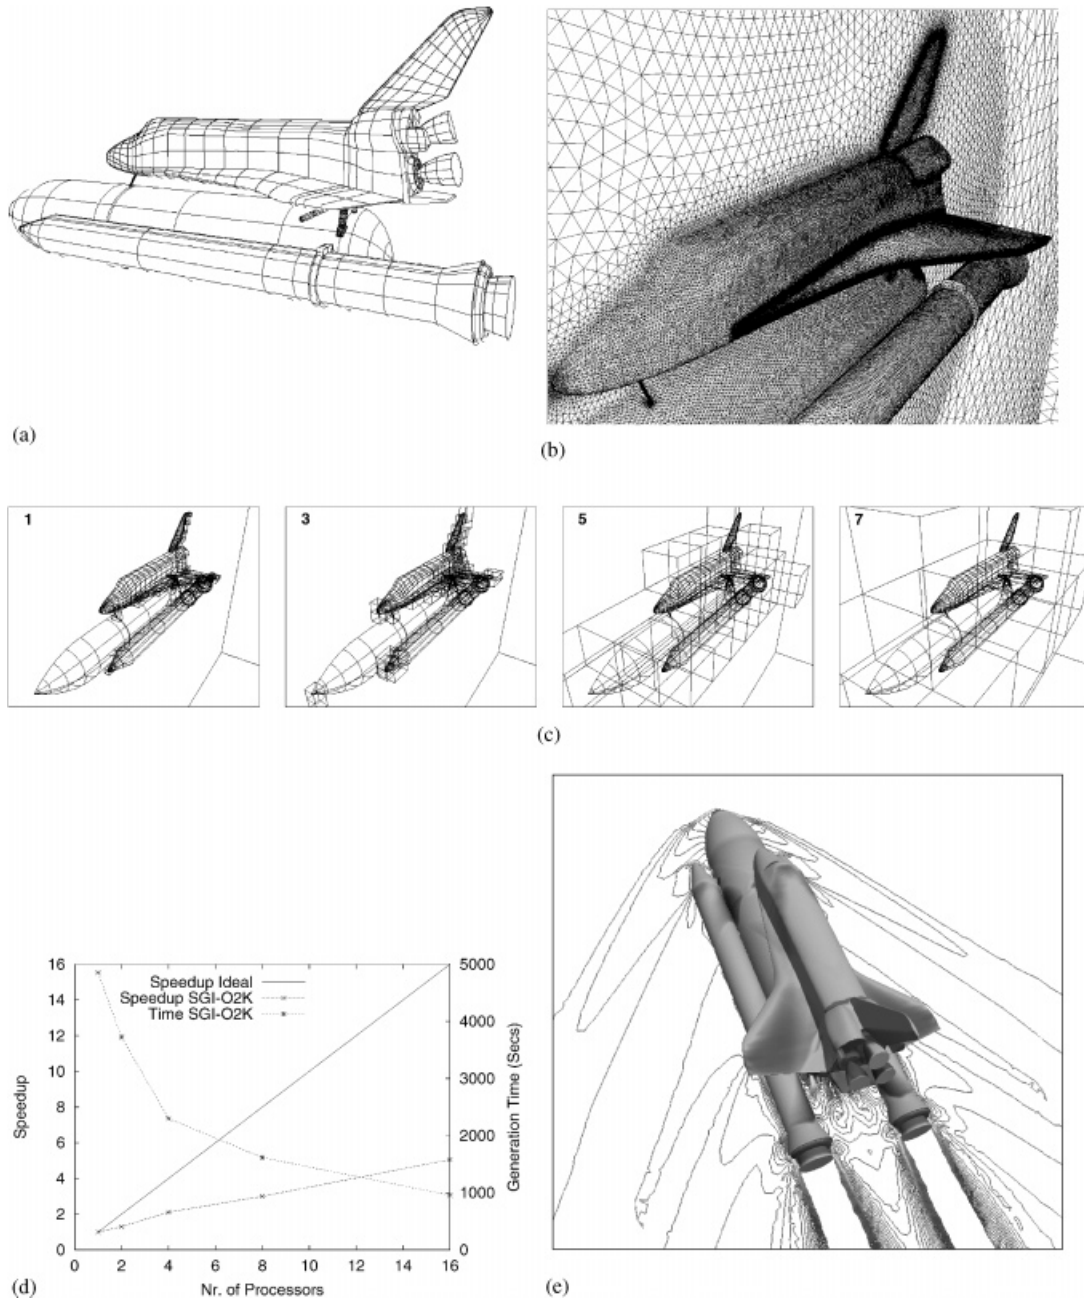 (a)
(b)
1
3
5
7
(c)
16
14
12
10
8
6
4
2
0
Speedup
Speedup Ideal
Speedup SGI-O2K
Time SGI-O2K
5000
4000
3000
2000
1000
0
Generation Time (Secs)
0 2 4 6 8 10 12 14 16
Nr. of Processors
(d)
(e)